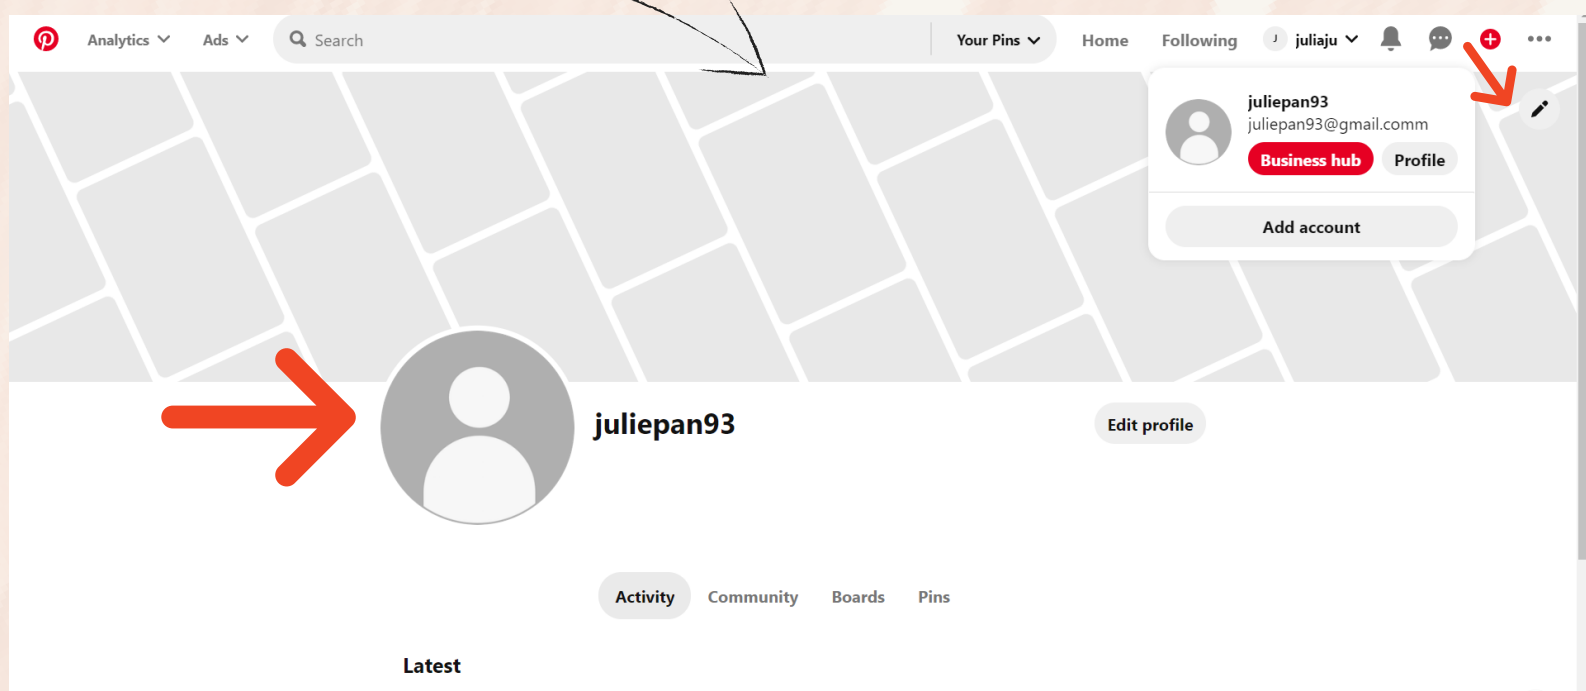 Analytics Ads Search Your Pins Home Following J juliaju
juliepan93
juliepan93@gmail.comm
Business hub Profile
Add account
juliepan93
Edit profile
Activity Community Boards Pins
Latest